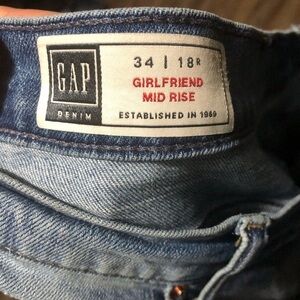 GAP
DENIM
34 | 18R
GIRLFRIEND
MID RISE
ESTABLISHED IN 1969